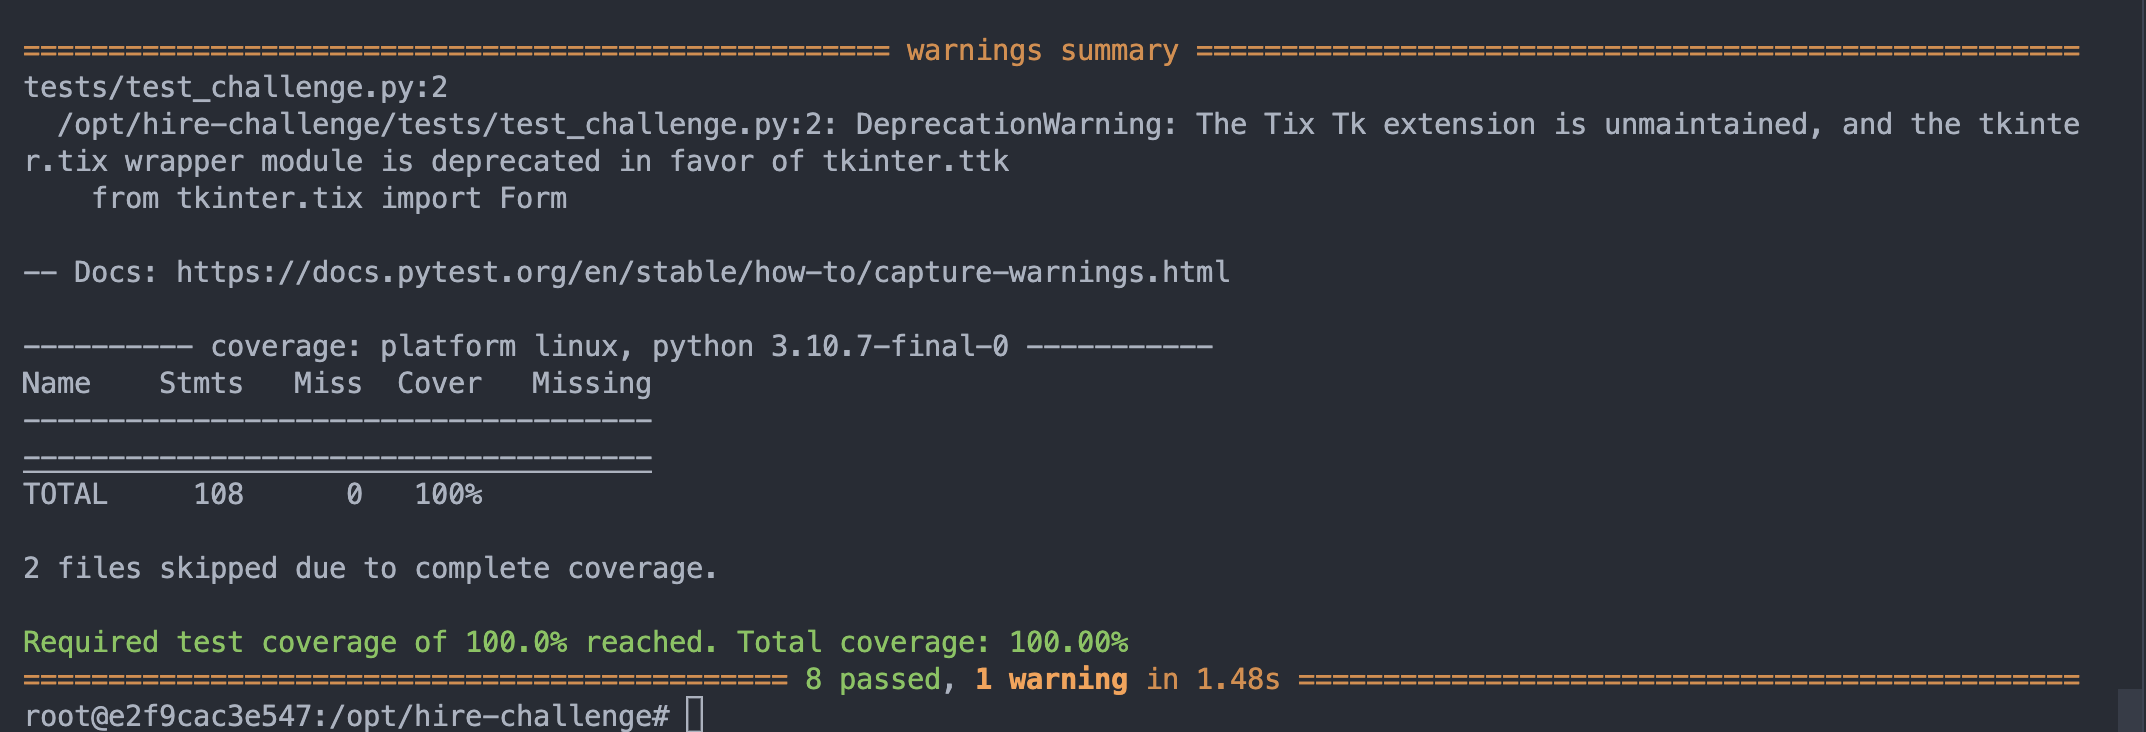 =================================================== warnings summary ====================================================
tests/test_challenge.py:2
  /opt/hire-challenge/tests/test_challenge.py:2: DeprecationWarning: The Tix Tk extension is unmaintained, and the tkinte
r.tix wrapper module is deprecated in favor of tkinter.ttk
    from tkinter.tix import Form

-- Docs: https://docs.pytest.org/en/stable/how-to/capture-warnings.html

---------- coverage: platform linux, python 3.10.7-final-0 -----------
Name    Stmts   Miss  Cover   Missing
-------------------------------------
-------------------------------------
TOTAL     108      0   100%

2 files skipped due to complete coverage.

Required test coverage of 100.0% reached. Total coverage: 100.00%
============================================= 8 passed, 1 warning in 1.48s ==============================================
root@e2f9cac3e547:/opt/hire-challenge#